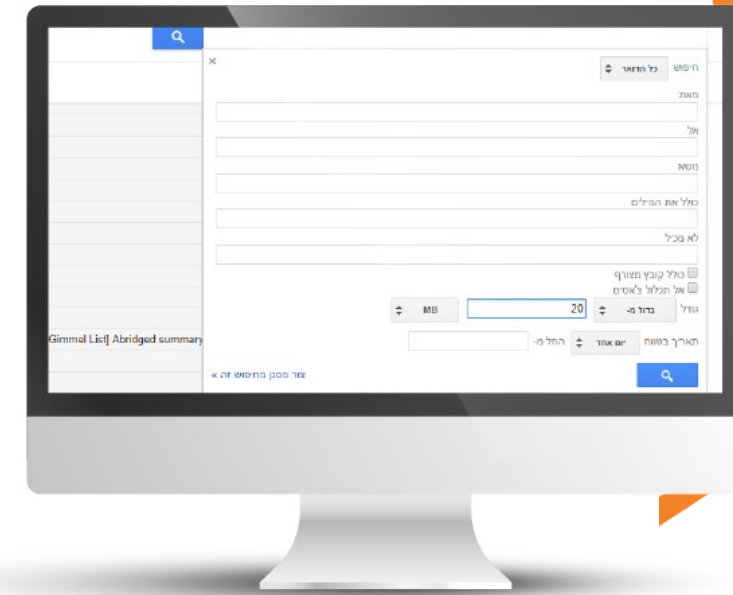 חיפוש כל הדואר
מאת:
אל
נושא
כולל את המילים
לא מכיל
כולל קובץ מצורף
אל תכלול צ'אטים
גודל גדול מ- 20 MB
תאריך בטווח יום אחד החל מ-
צור מסנן מחיפוש זה »
Gimmel List] Abridged summary